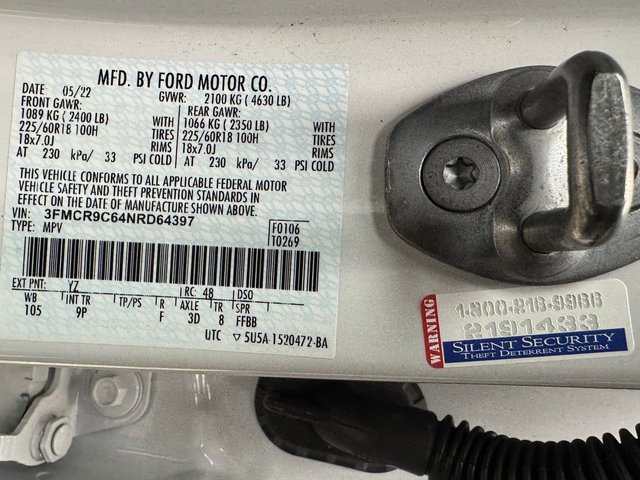 MFD. BY FORD MOTOR CO.
DATE 05/22 GVWR: 2100 KG ( 4630 LB)
FRONT GAWR: REAR GAWR:
1089 KG ( 2400 LB) WITH 1066 KG ( 2350 LB) WITH
225/60R18 100H TIRES 225/60R18 100H TIRES
18x7.0J RIMS 18x7.0J RIMS
AT 230 kPa/ 33 PSI COLD AT 230 kPa/ 33 PSI COLD
THIS VEHICLE CONFORMS TO ALL APPLICABLE FEDERAL MOTOR
VEHICLE SAFETY AND THEFT PREVENTION STANDARDS IN
EFFECT ON THE DATE OF MANUFACTURE SHOWN ABOVE.
VIN: 3FMCR9C64NRD64397 F0106
TYPE: MPV T0269
EXT PNT: YZ RC: 48 DSO
WB INT TR TP/PS R AXLE TR SPR
105 9P F 3D 8 FFBB
UTC ▽ 5U5A-1520472-BA
WARNING
1-800-216-9966
2191433
SILENT SECURITY
THEFT DETERRENT SYSTEM